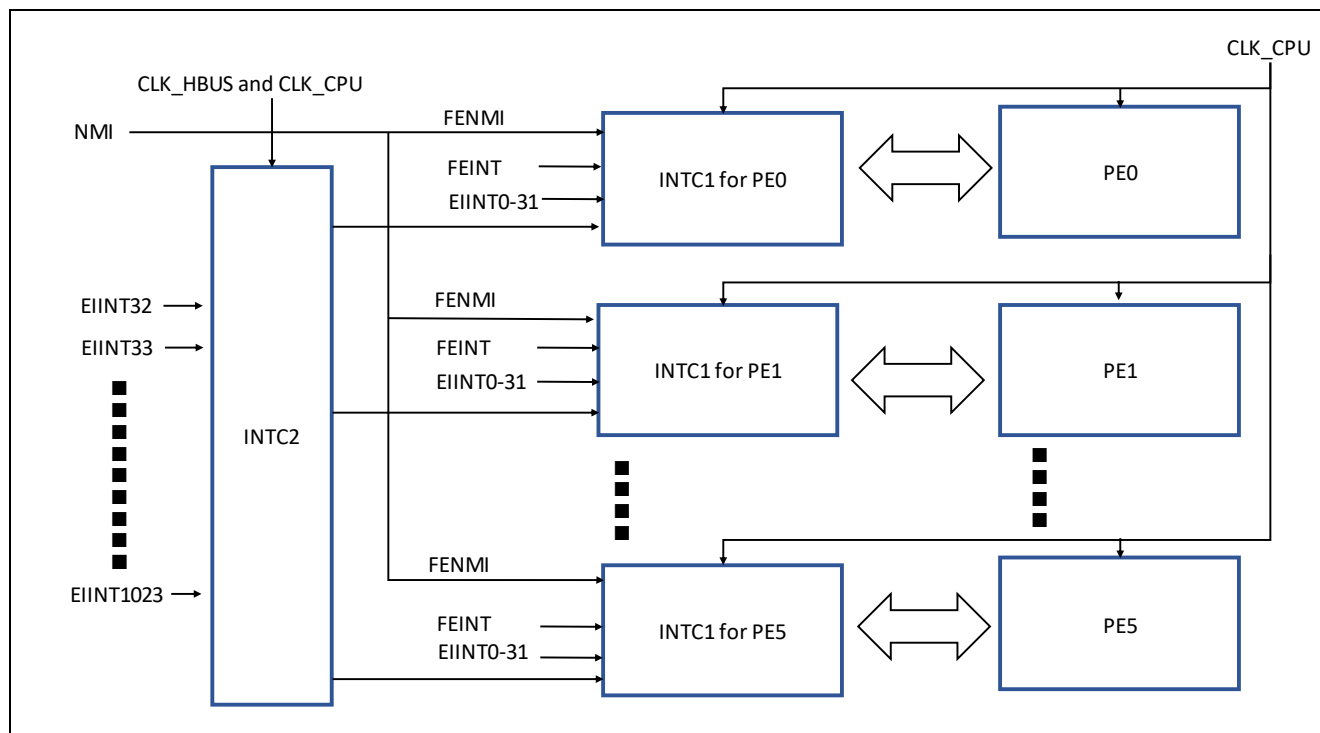 CLK_CPU
CLK_HBUS and CLK_CPU
NMI
FENMI
FEINT
EIINT0-31
INTC1 for PE0
PE0
EIINT32
EIINT33
EIINT1023
INTC2
FENMI
FEINT
EIINT0-31
INTC1 for PE1
PE1
FENMI
FEINT
EIINT0-31
INTC1 for PE5
PE5